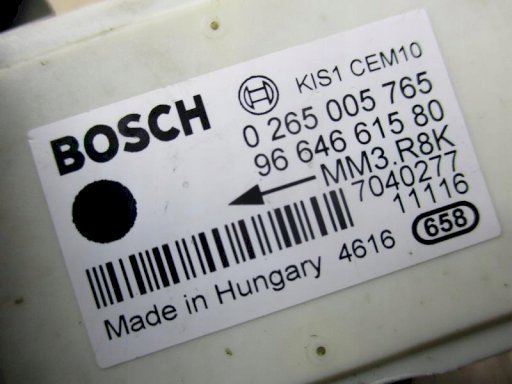 BOSCH
KIS1 CEM10
0 265 005 765
96 646 615 80
MM3.R8K
7040277
11116
658
4616
Made in Hungary